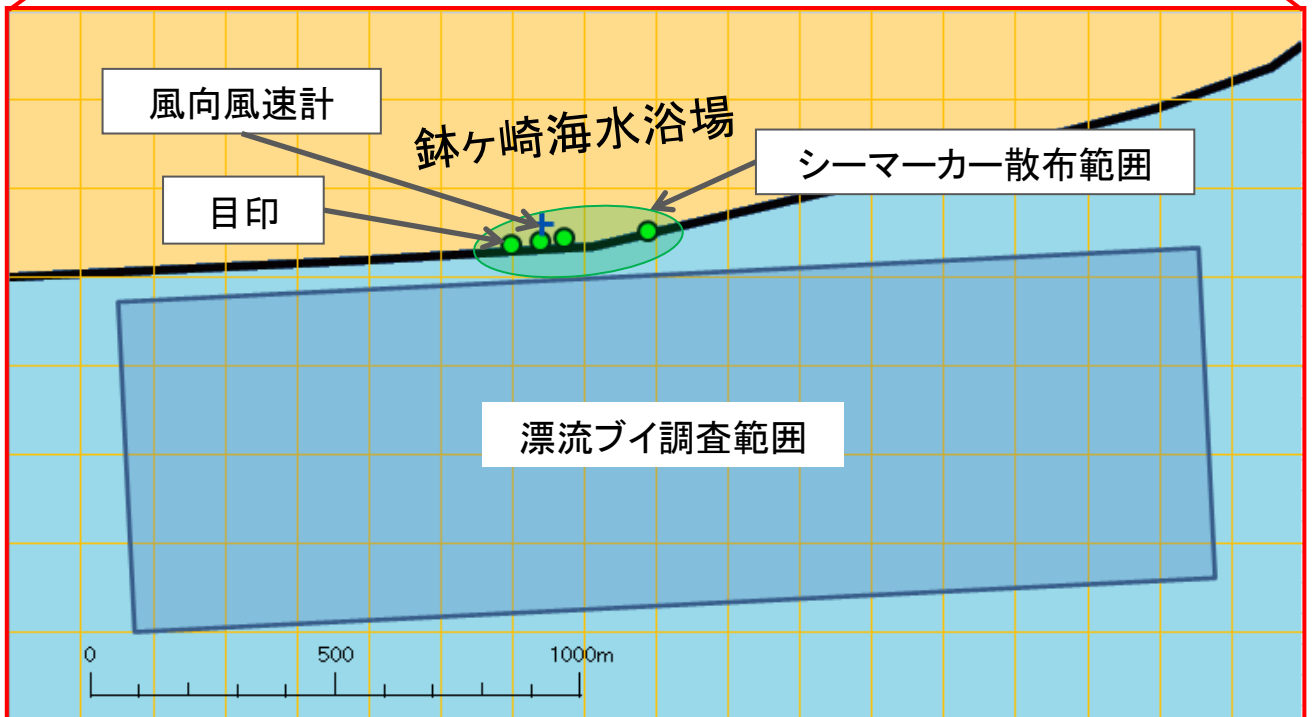 風向風速計
鉢ヶ崎海水浴場
シーマーカー散布範囲
目印
漂流ブイ調査範囲
0 500 1000m